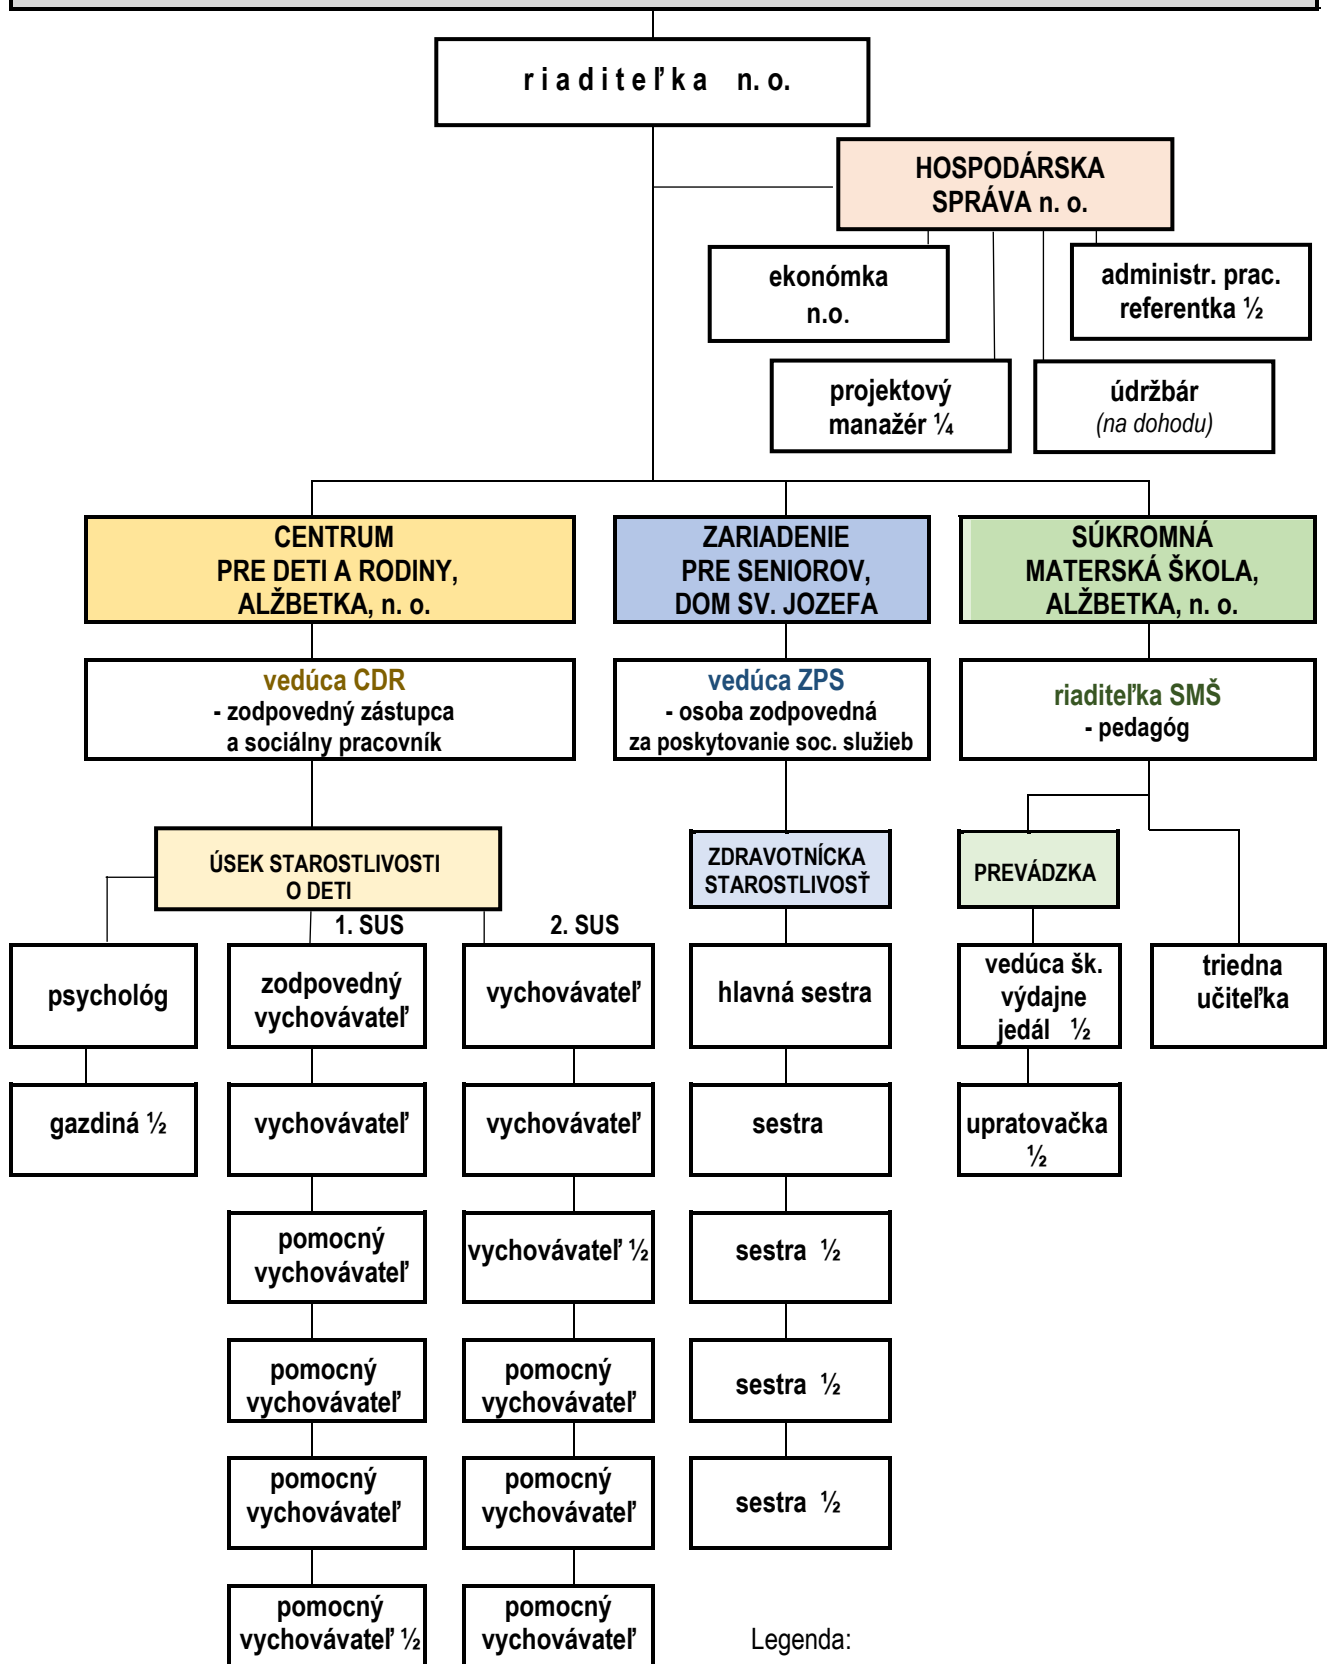 riaditeľka n. o.
HOSPODÁRSKA
SPRÁVA n. o.
ekonómka
n.o.
administr. prac.
referentka ½
projektový
manažér ¼
údržbár
(na dohodu)
CENTRUM
PRE DETI A RODINY,
ALŽBETKA, n. o.
ZARIADENIE
PRE SENIOROV,
DOM SV. JOZEFA
SÚKROMNÁ
MATERSKÁ ŠKOLA,
ALŽBETKA, n. o.
vedúca CDR
- zodpovedný zástupca
a sociálny pracovník
vedúca ZPS
- osoba zodpovedná
za poskytovanie soc. služieb
riaditeľka SMŠ
- pedagóg
ÚSEK STAROSTLIVOSTI
O DETI
ZDRAVOTNÍCKA
STAROSTLIVOSŤ
PREVÁDZKA
1. SUS
2. SUS
psychológ
zodpovedný
vychovávateľ
vychovávateľ
hlavná sestra
vedúca šk.
výdajne
jedál ½
triedna
učiteľka
gazdiná ½
vychovávateľ
vychovávateľ
sestra
upratovačka
½
pomocný
vychovávateľ
vychovávateľ ½
sestra ½
pomocný
vychovávateľ
pomocný
vychovávateľ
sestra ½
pomocný
vychovávateľ
pomocný
vychovávateľ
sestra ½
pomocný
vychovávateľ ½
pomocný
vychovávateľ
Legenda: